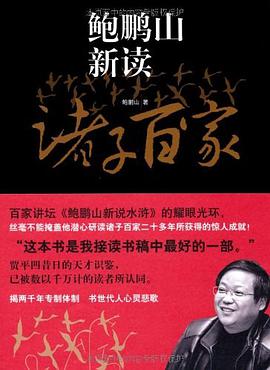 鲍鹏山
新读
鲍鹏山 著
诸子百家
百家讲坛《鲍鹏山新说水浒》的耀眼光环,
丝毫不能掩盖他潜心研读诸子百家二十多年所获得的惊人成就!
“这本书是我接读书稿中最好的一部。”
贾平凹昔日的天才识鉴,
已被数以千万计的读者所认同。
揭两千年专制体制 书世代人心灵悲歌